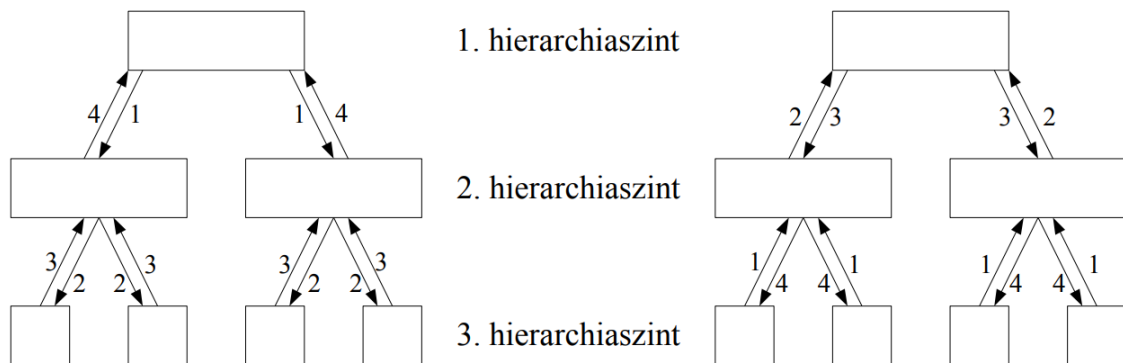 1. hierarchiaszint
4 1 1 4 2 3 3 2
2. hierarchiaszint
3 2 2 3 3 2 2 3 1 4 4 1 1 4 4 1
3. hierarchiaszint